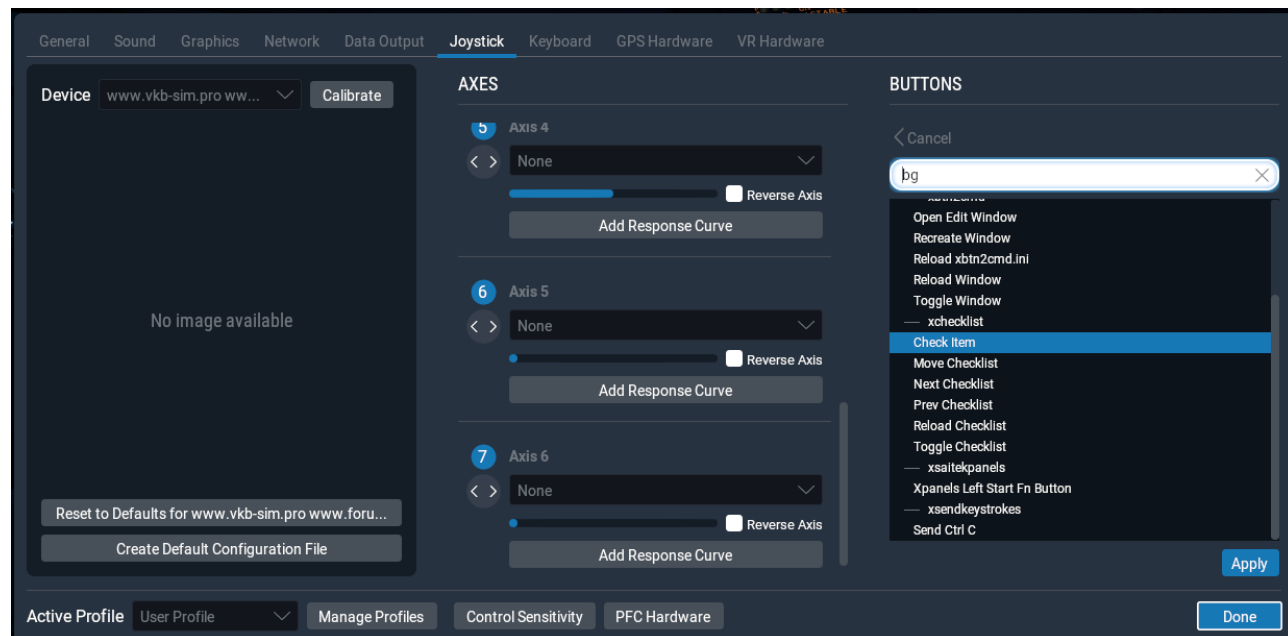 General Sound Graphics Network Data Output Joystick Keyboard GPS Hardware VR Hardware
Device www.vkb-sim.pro ww... Calibrate
No image available
Reset to Defaults for www.vkb-sim.pro www.foru...
Create Default Configuration File
AXES
5 Axis 4
None
Reverse Axis
Add Response Curve
6 Axis 5
None
Reverse Axis
Add Response Curve
7 Axis 6
None
Reverse Axis
Add Response Curve
BUTTONS
Cancel
bg
Open Edit Window
Recreate Window
Reload xbtn2cmd.ini
Reload Window
Toggle Window
xchecklist
Check Item
Move Checklist
Next Checklist
Prev Checklist
Reload Checklist
Toggle Checklist
xsaitekpanels
Xpanels Left Start Fn Button
xsendkeystrokes
Send Ctrl C
Apply
Active Profile User Profile Manage Profiles Control Sensitivity PFC Hardware Done